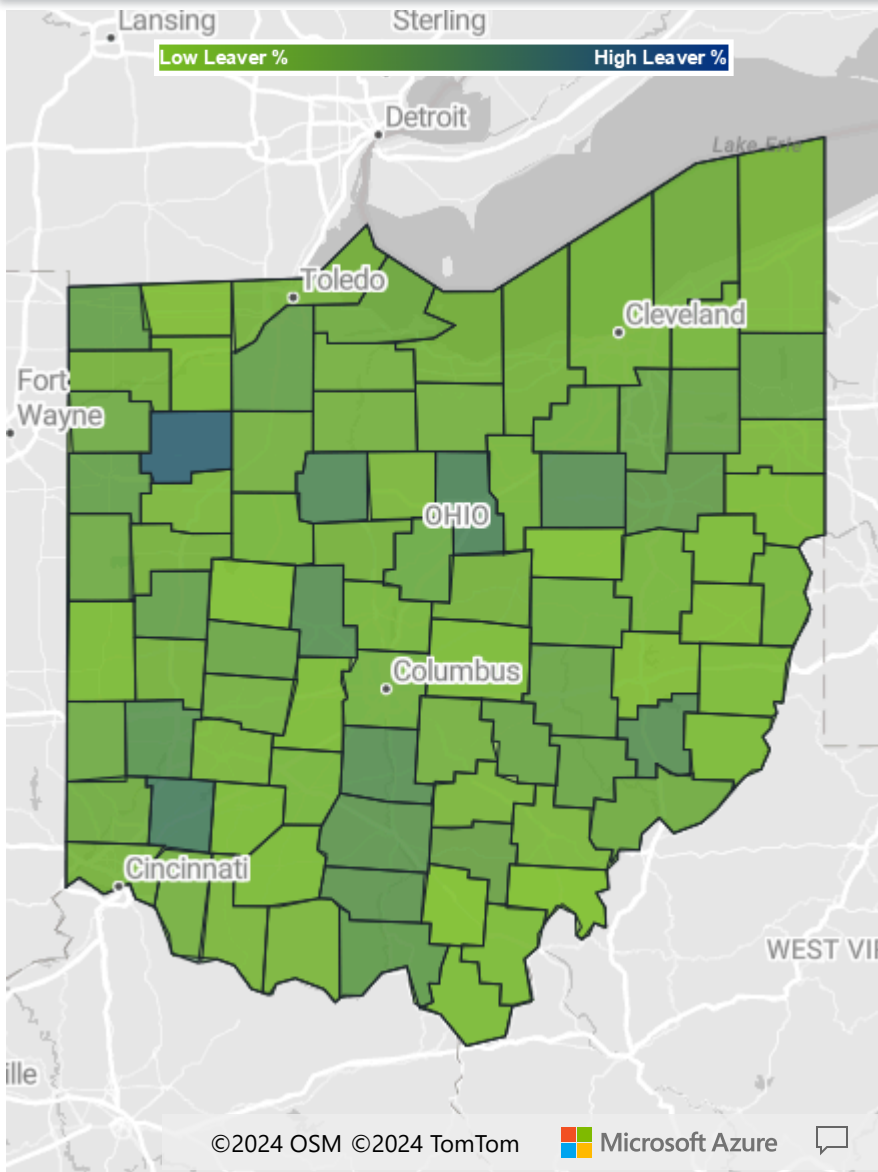 Lansing
Sterling
Low Leaver %
High Leaver %
Detroit
Lake Erie
Toledo
Cleveland
Fort
Wayne
OHIO
Columbus
Cincinnati
WEST VI
ille
©2024 OSM ©2024 TomTom
Microsoft Azure